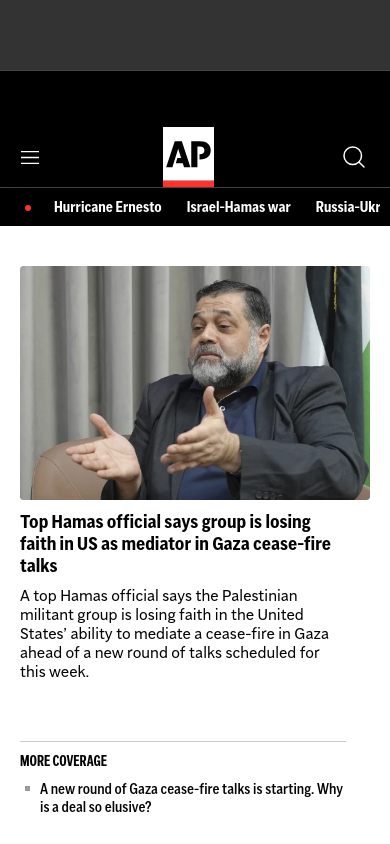 AP
Hurricane Ernesto Israel-Hamas war Russia-Ukr
Top Hamas official says group is losing
faith in US as mediator in Gaza cease-fire
talks
A top Hamas official says the Palestinian
militant group is losing faith in the United
States’ ability to mediate a cease-fire in Gaza
ahead of a new round of talks scheduled for
this week.
MORE COVERAGE
A new round of Gaza cease-fire talks is starting. Why
is a deal so elusive?